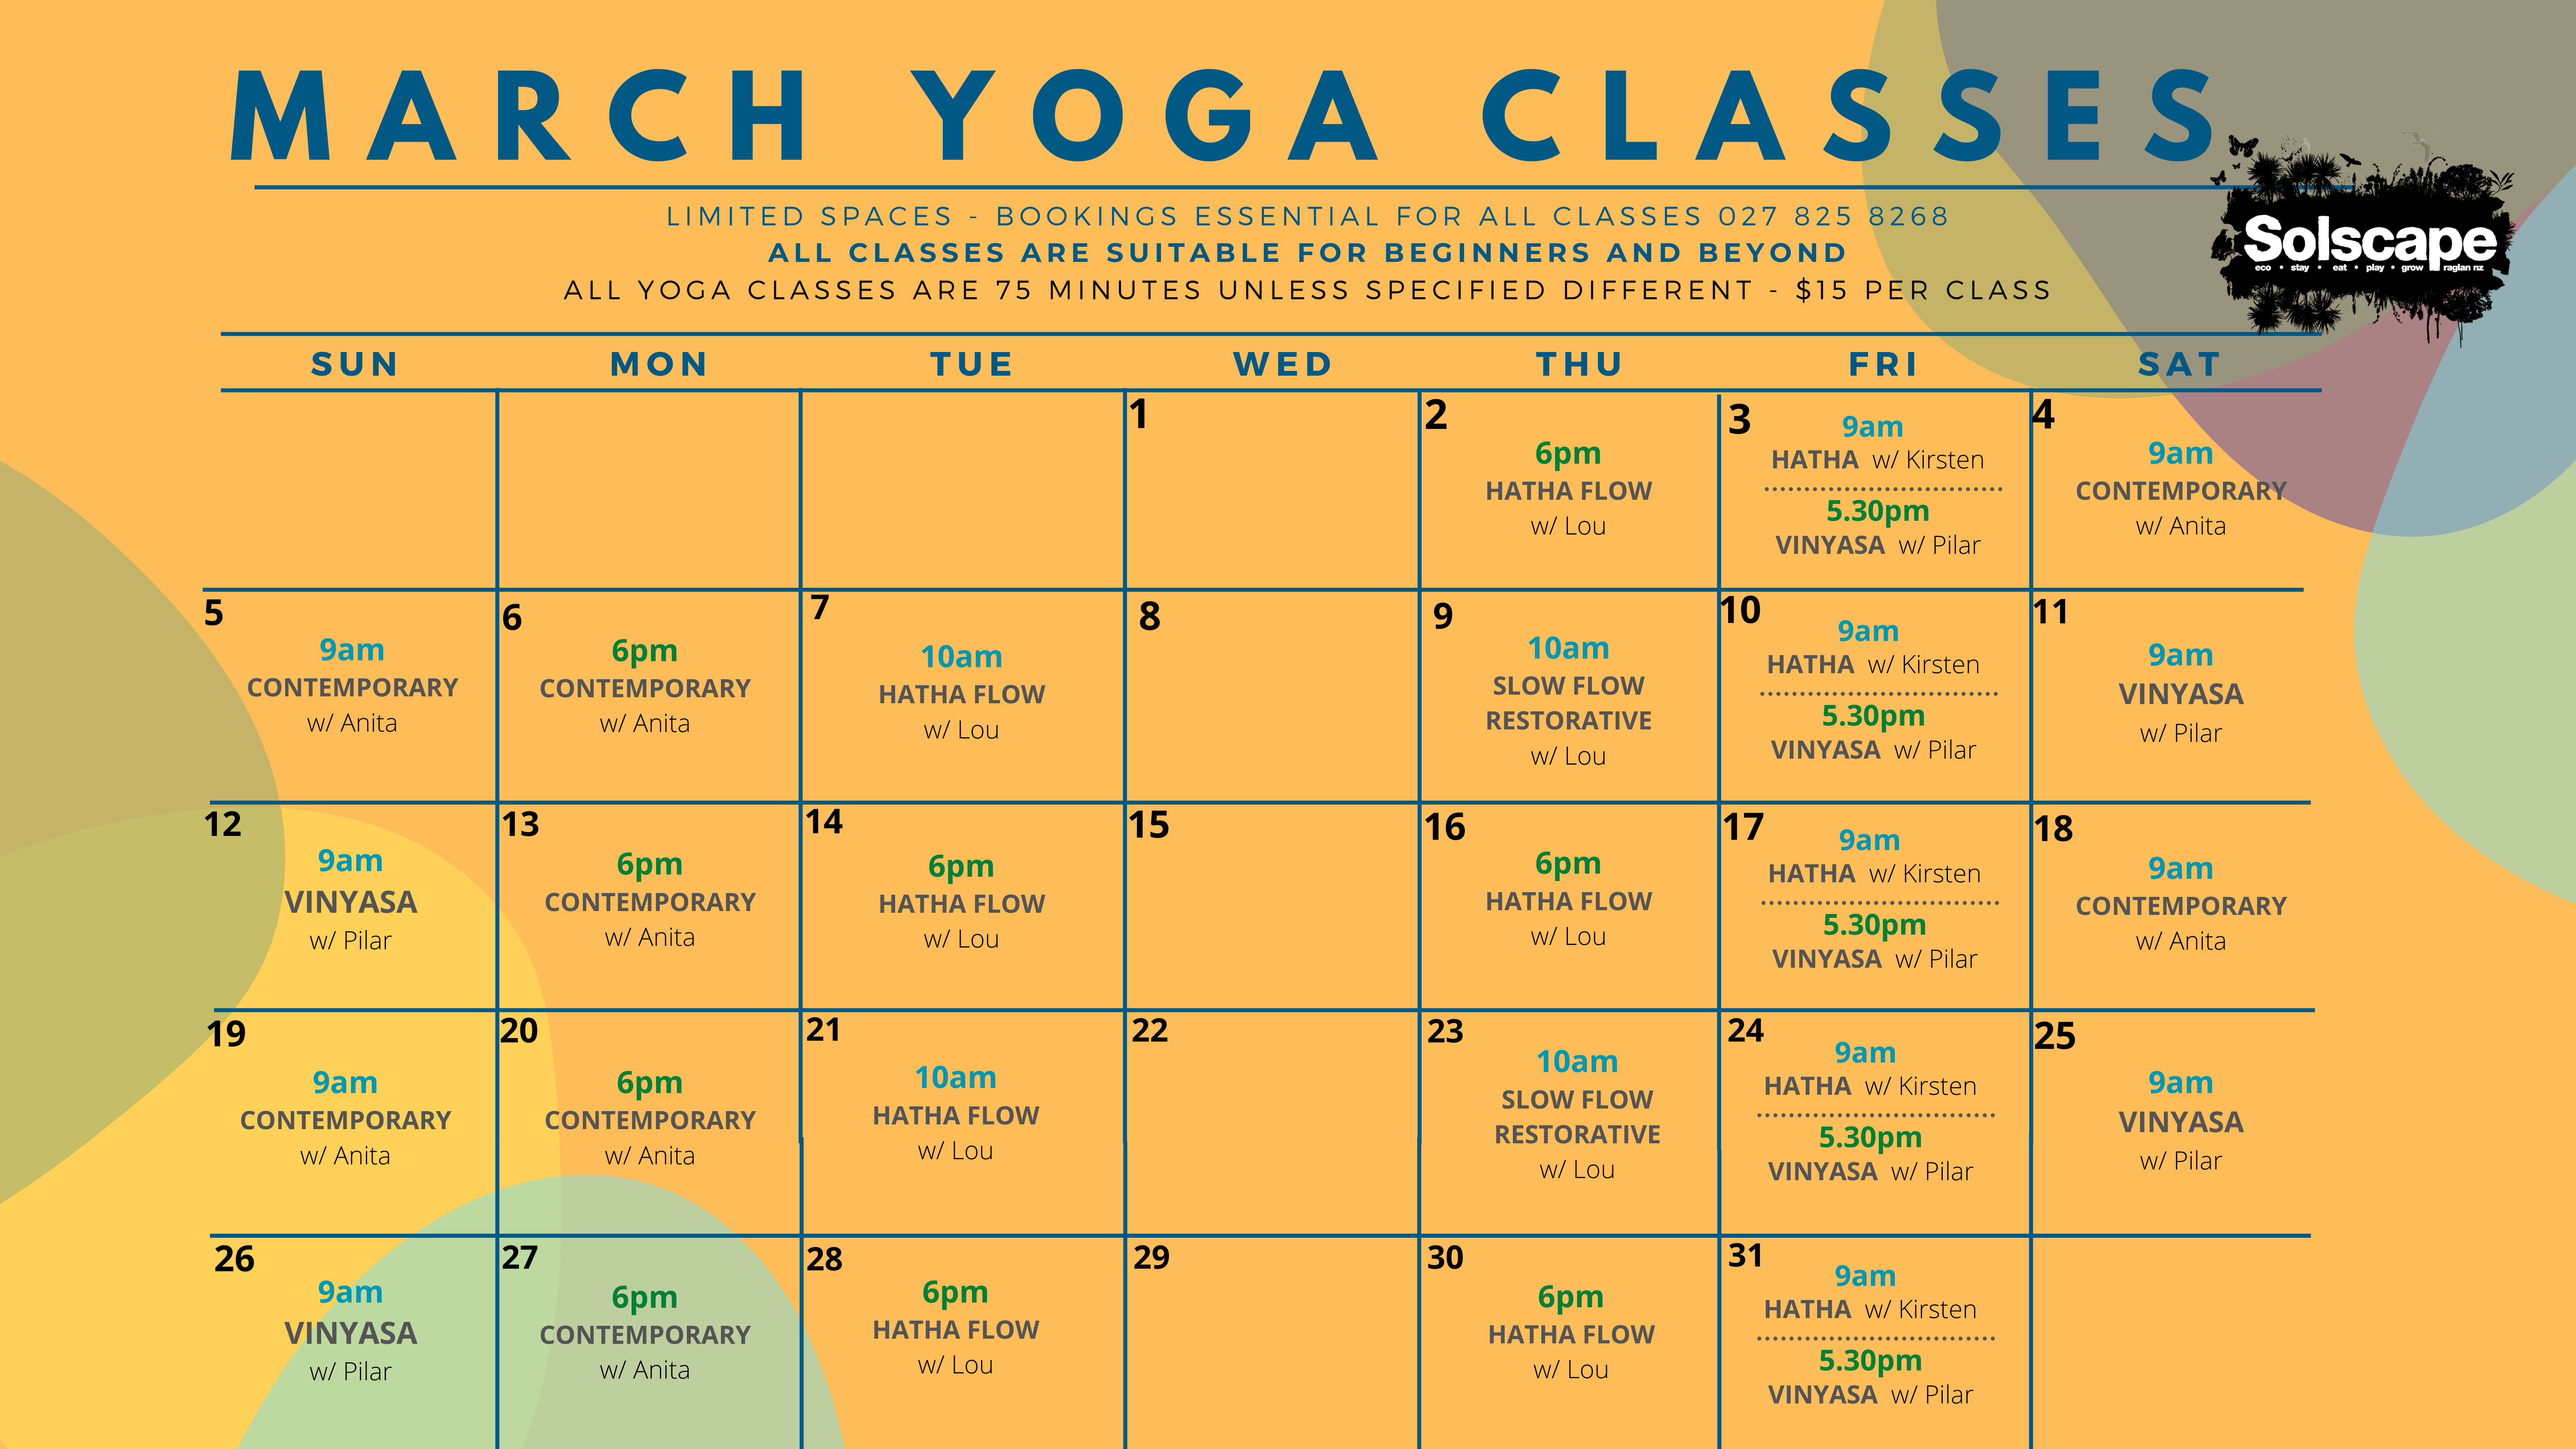 MARCH YOGA CLASSES
LIMITED SPACES - BOOKINGS ESSENTIAL FOR ALL CLASSES 027 825 8268
ALL CLASSES ARE SUITABLE FOR BEGINNERS AND BEYOND
ALL YOGA CLASSES ARE 75 MINUTES UNLESS SPECIFIED DIFFERENT - $15 PER CLASS
Solscape
eco • stay • eat • play • grow • raglan nz
SUN MON TUE WED THU FRI SAT
1
2
6pm
HATHA FLOW
w/ Lou
3
9am
HATHA w/ Kirsten
5.30pm
VINYASA w/ Pilar
4
9am
CONTEMPORARY
w/ Anita
5
9am
CONTEMPORARY
w/ Anita
6
6pm
CONTEMPORARY
w/ Anita
7
10am
HATHA FLOW
w/ Lou
8
9
10am
SLOW FLOW
RESTORATIVE
w/ Lou
10
9am
HATHA w/ Kirsten
5.30pm
VINYASA w/ Pilar
11
9am
VINYASA
w/ Pilar
12
9am
VINYASA
w/ Pilar
13
6pm
CONTEMPORARY
w/ Anita
14
6pm
HATHA FLOW
w/ Lou
15
16
6pm
HATHA FLOW
w/ Lou
17
9am
HATHA w/ Kirsten
5.30pm
VINYASA w/ Pilar
18
9am
CONTEMPORARY
w/ Anita
19
9am
CONTEMPORARY
w/ Anita
20
6pm
CONTEMPORARY
w/ Anita
21
10am
HATHA FLOW
w/ Lou
22
23
10am
SLOW FLOW
RESTORATIVE
w/ Lou
24
9am
HATHA w/ Kirsten
5.30pm
VINYASA w/ Pilar
25
9am
VINYASA
w/ Pilar
26
9am
VINYASA
w/ Pilar
27
6pm
CONTEMPORARY
w/ Anita
28
6pm
HATHA FLOW
w/ Lou
29
30
6pm
HATHA FLOW
w/ Lou
31
9am
HATHA w/ Kirsten
5.30pm
VINYASA w/ Pilar